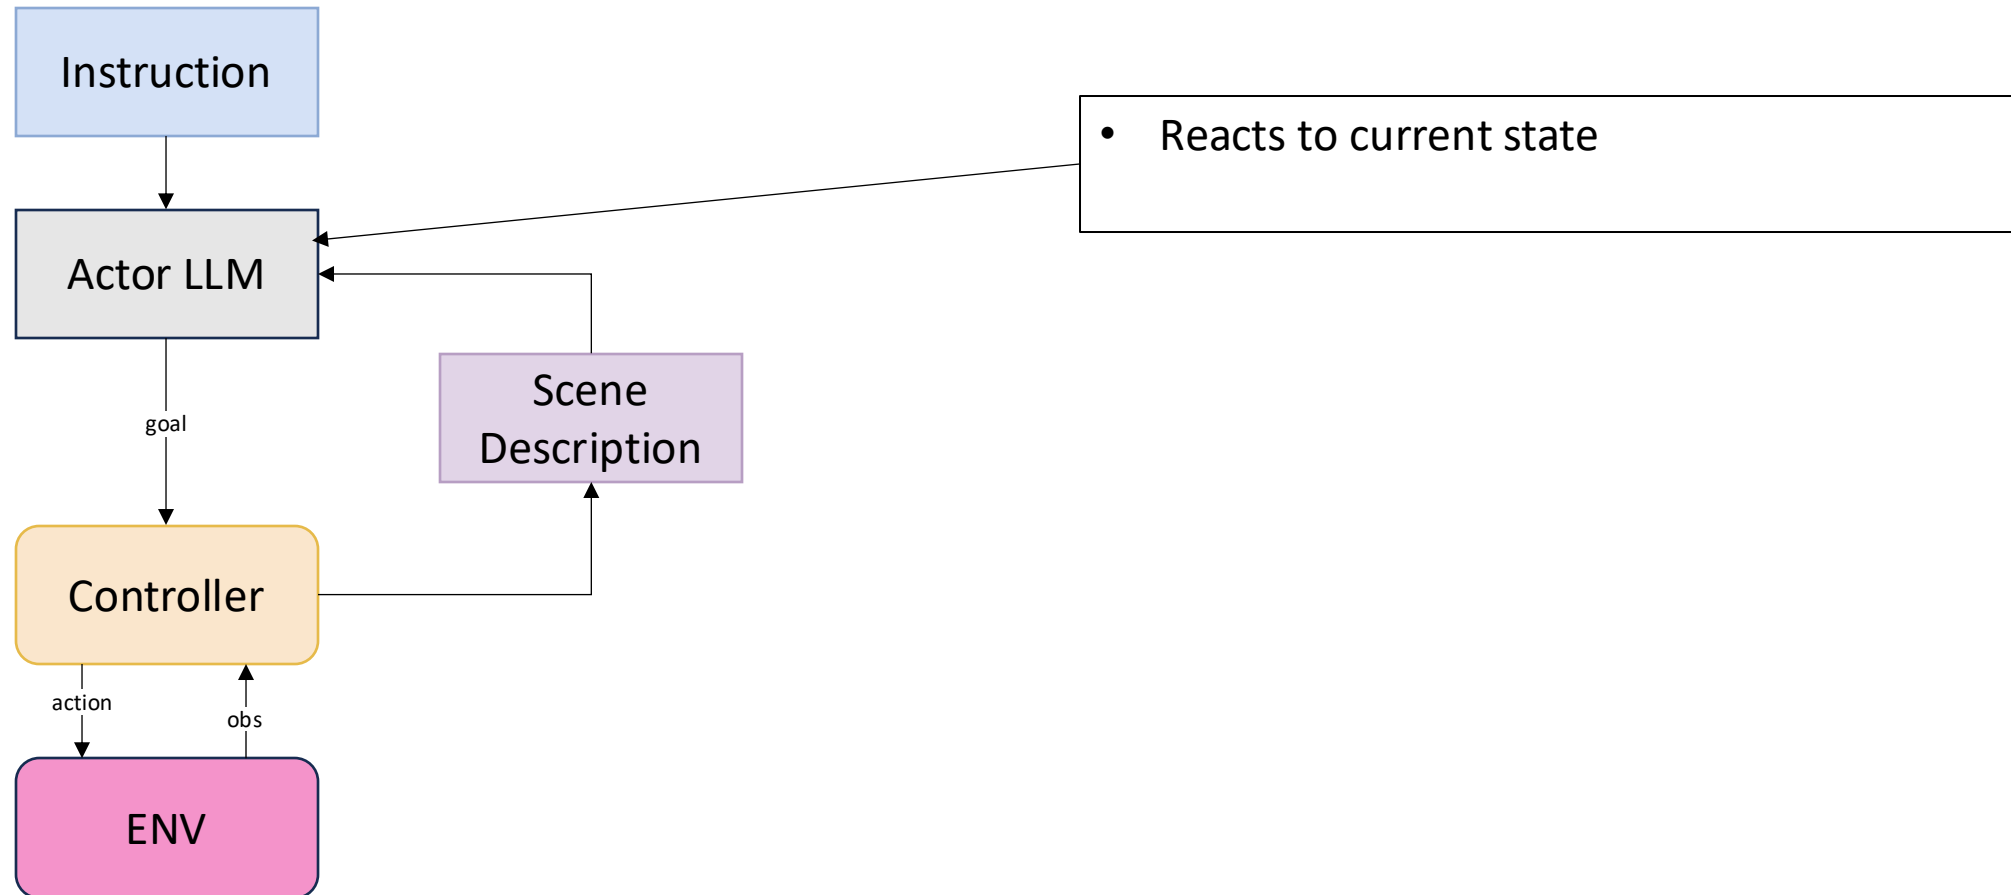 Instruction
• Reacts to current state
Actor LLM
Scene
Description
goal
Controller
action
obs
ENV